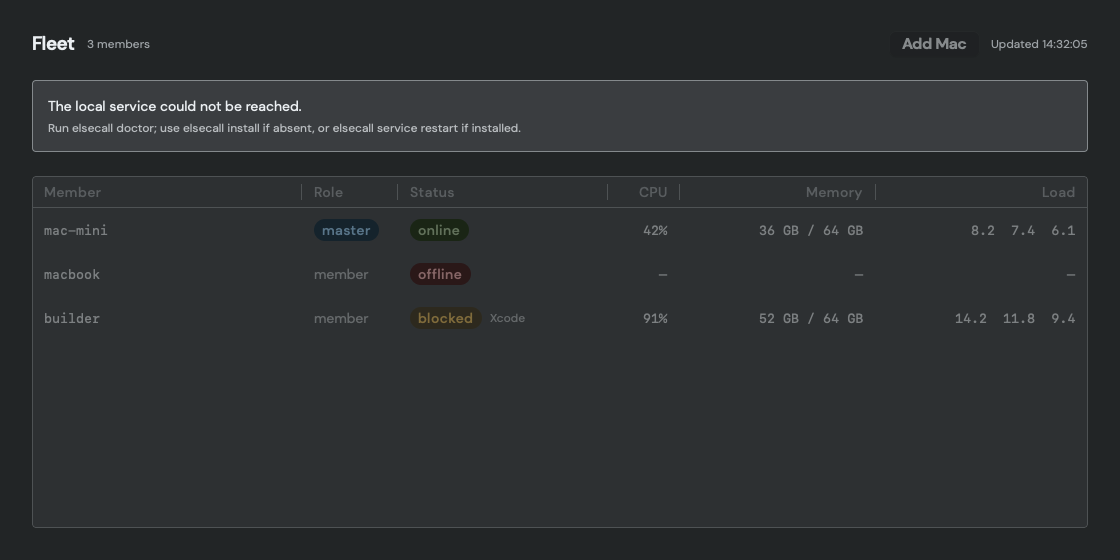 Fleet 3 members Add Mac Updated 14:32:05
The local service could not be reached.
Run elsecall doctor; use elsecall install if absent, or elsecall service restart if installed.
Member Role Status CPU Memory Load
mac-mini master online 42% 36 GB / 64 GB 8.2 7.4 6.1
macbook member offline — — —
builder member blocked Xcode 91% 52 GB / 64 GB 14.2 11.8 9.4